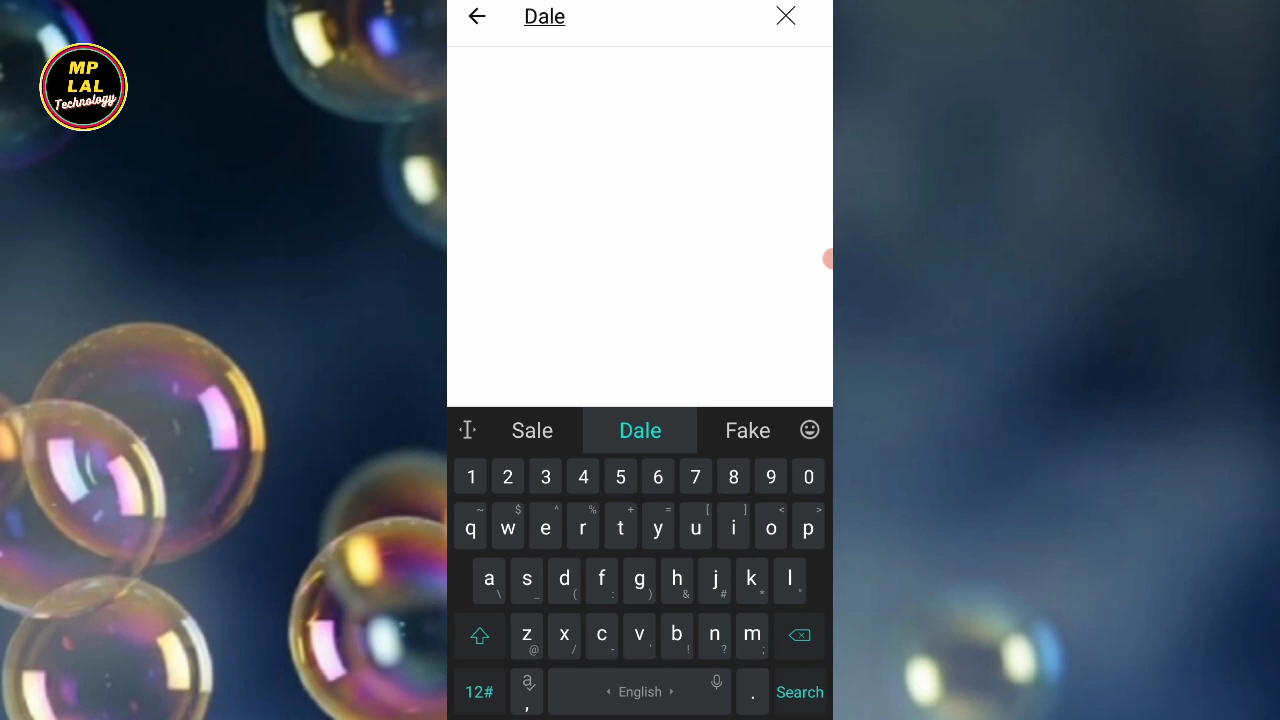 MP
LAL
Technology
Dale
Sale Dale Fake
1 2 3 4 5 6 7 8 9 0
~ $ ^ % + = [ ] < >
q w e r t y u i o p
a s d f g h j k l
\ _ ( : ) & # * "
z x c v b n m
@ / - ' ! ? ;
12# a , English . Search